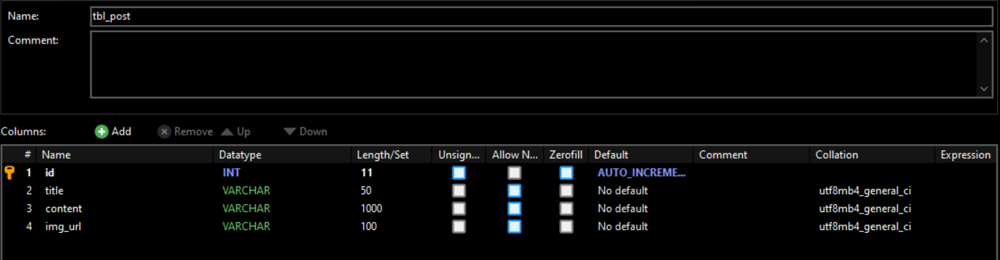 Name: tbl_post
Comment:
Columns: Add Remove Up Down
# Name Datatype Length/Set Unsign... Allow N... Zerofill Default Comment Collation Expression
1 id INT 11 AUTO_INCREME...
2 title VARCHAR 50 No default utf8mb4_general_ci
3 content VARCHAR 1000 No default utf8mb4_general_ci
4 img_url VARCHAR 100 No default utf8mb4_general_ci